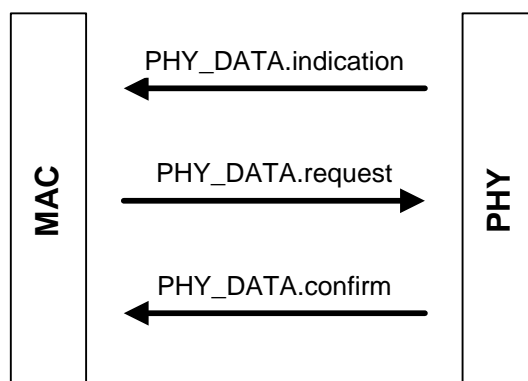 PHY_DATA.indication
PHY_DATA.request
MAC
PHY
PHY_DATA.confirm